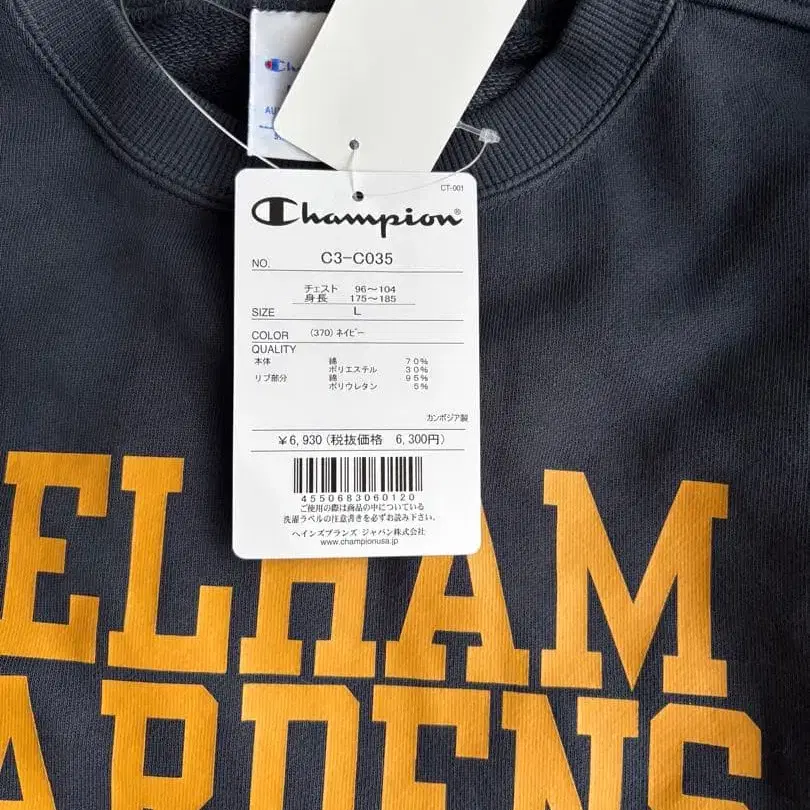 CT-001
Champion®
NO. C3-C035
チェスト 96〜104
身長 175〜185
SIZE L
COLOR (370) ネイビー
QUALITY
本体 綿 70%
ポリエステル 30%
リブ部分 綿 95%
ポリウレタン 5%
カンボジア製
¥6,930 (税抜価格 6,300円)
4550683060120
ご使用の際は商品の中についている
洗濯ラベルの注意書きを必ずお読み下さい。
ヘインズブランズ ジャパン株式会社
www.championusa.jp
ELHAM
ARDENS